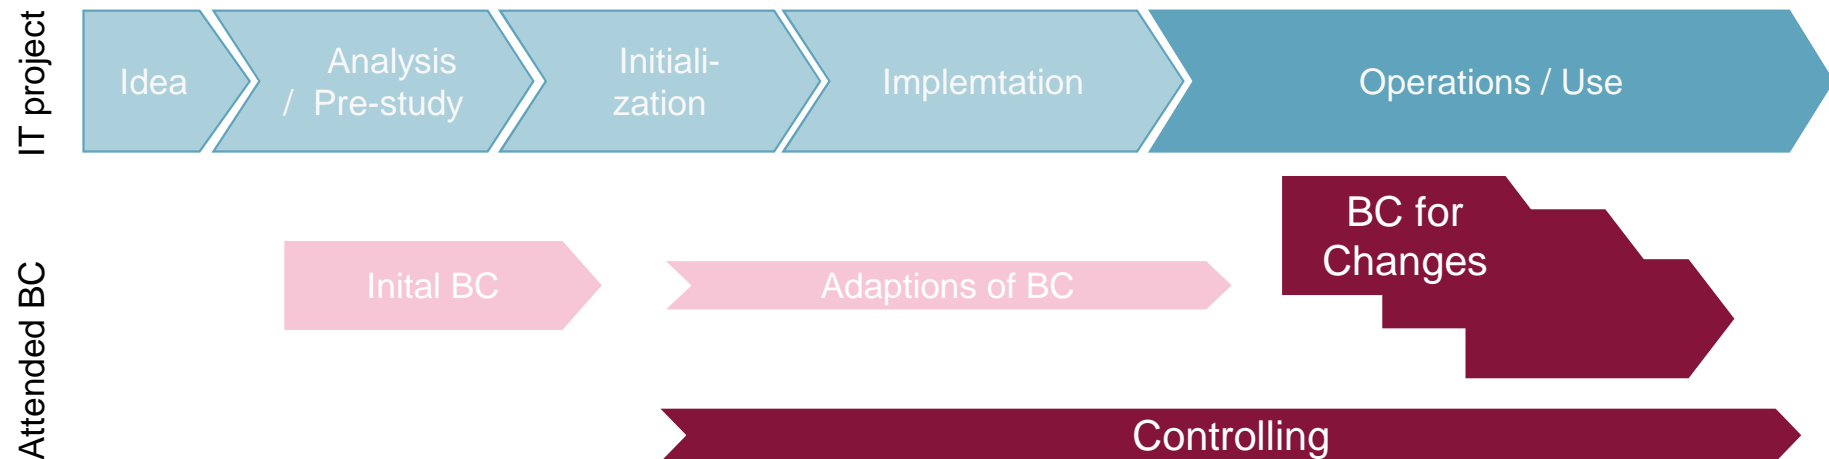 IT project
Idea
Analysis
/ Pre-study
Initiali-
zation
Implemtation
Operations / Use
Attended BC
Inital BC
Adaptions of BC
BC for
Changes
Controlling